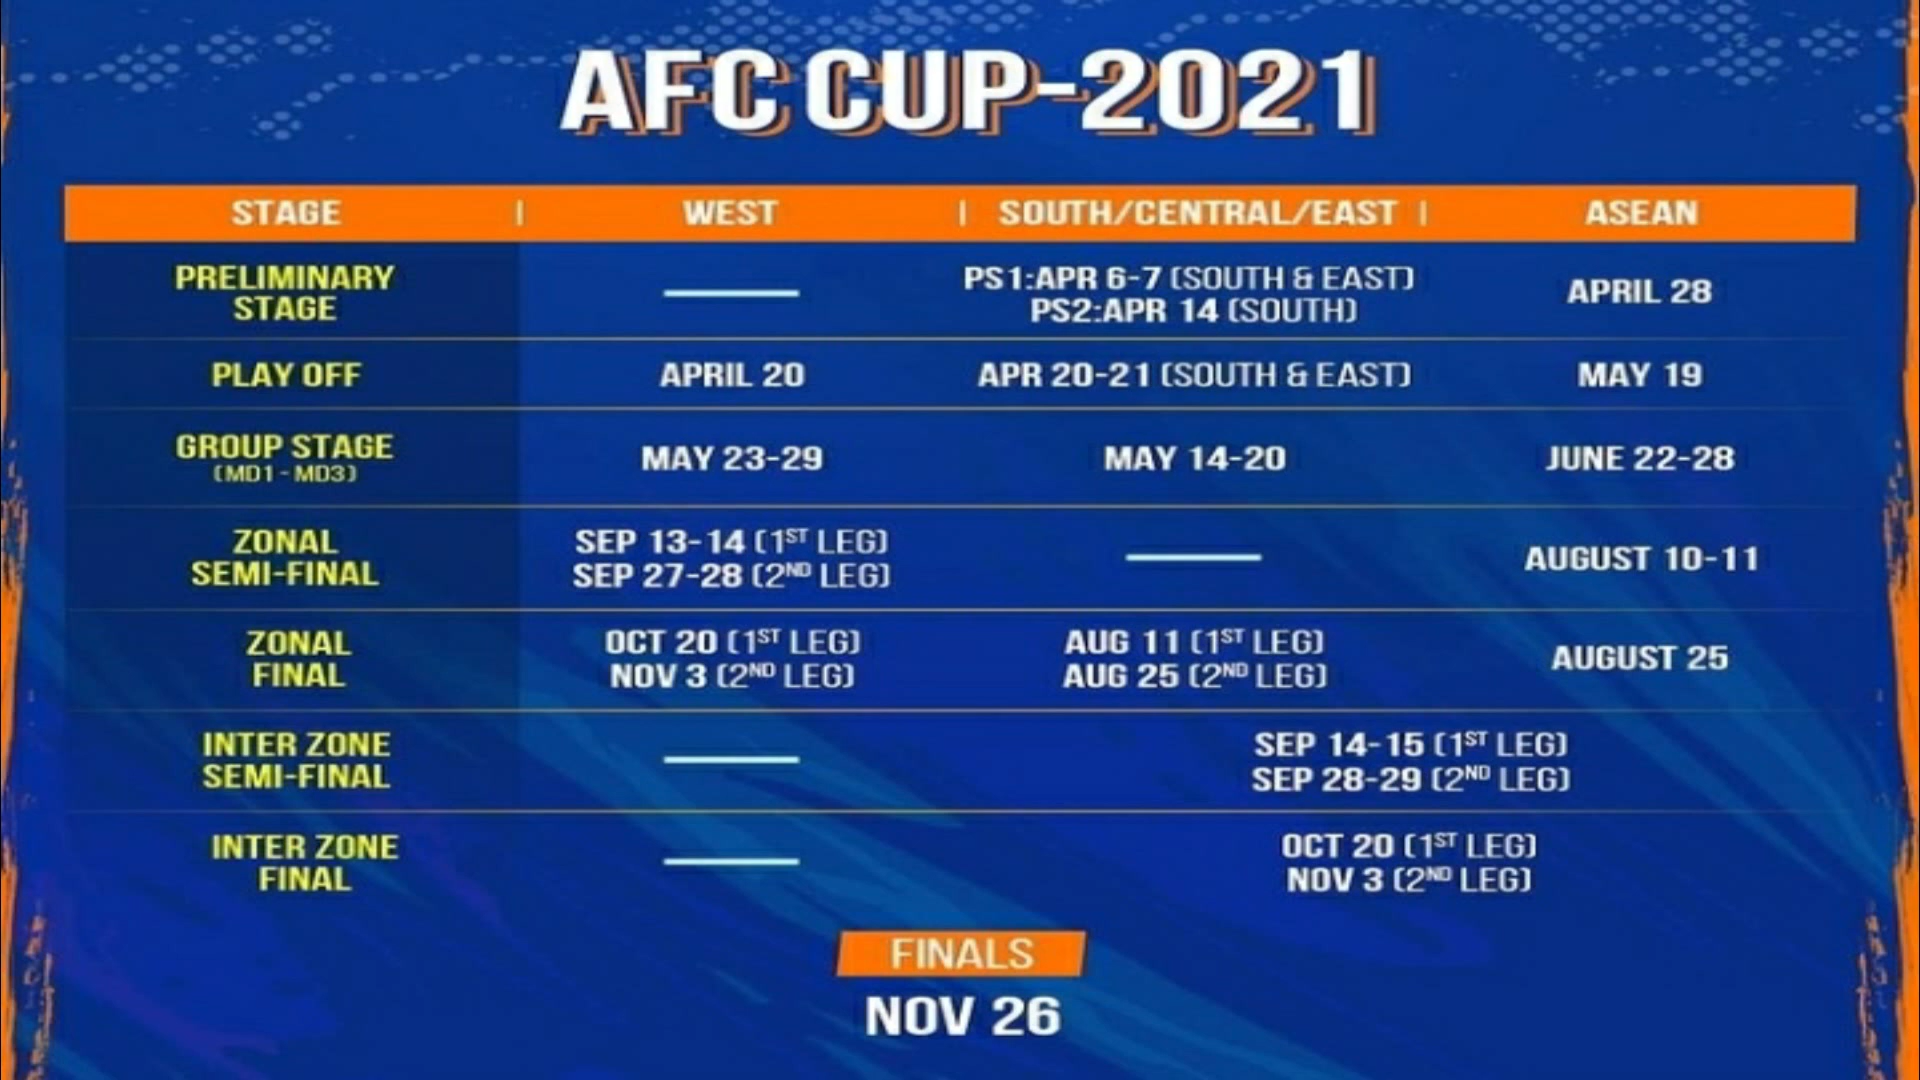 AFC CUP-2021
STAGE | WEST | SOUTH/CENTRAL/EAST | ASEAN
PRELIMINARY
STAGE
——
PS1:APR 6-7 (SOUTH & EAST)
PS2:APR 14 (SOUTH)
APRIL 28
PLAY OFF
APRIL 20
APR 20-21 (SOUTH & EAST)
MAY 19
GROUP STAGE
(MD1 - MD3)
MAY 23-29
MAY 14-20
JUNE 22-28
ZONAL
SEMI-FINAL
SEP 13-14 (1ST LEG)
SEP 27-28 (2ND LEG)
——
AUGUST 10-11
ZONAL
FINAL
OCT 20 (1ST LEG)
NOV 3 (2ND LEG)
AUG 11 (1ST LEG)
AUG 25 (2ND LEG)
AUGUST 25
INTER ZONE
SEMI-FINAL
——
SEP 14-15 (1ST LEG)
SEP 28-29 (2ND LEG)
INTER ZONE
FINAL
——
OCT 20 (1ST LEG)
NOV 3 (2ND LEG)
FINALS
NOV 26